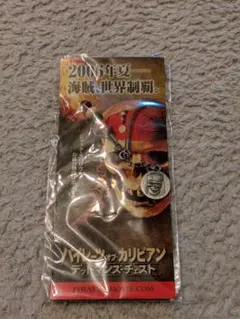 2006年夏
海賊、世界制覇。
パイレーツ・オブ・カリビアン
デッドマンズ・チェスト